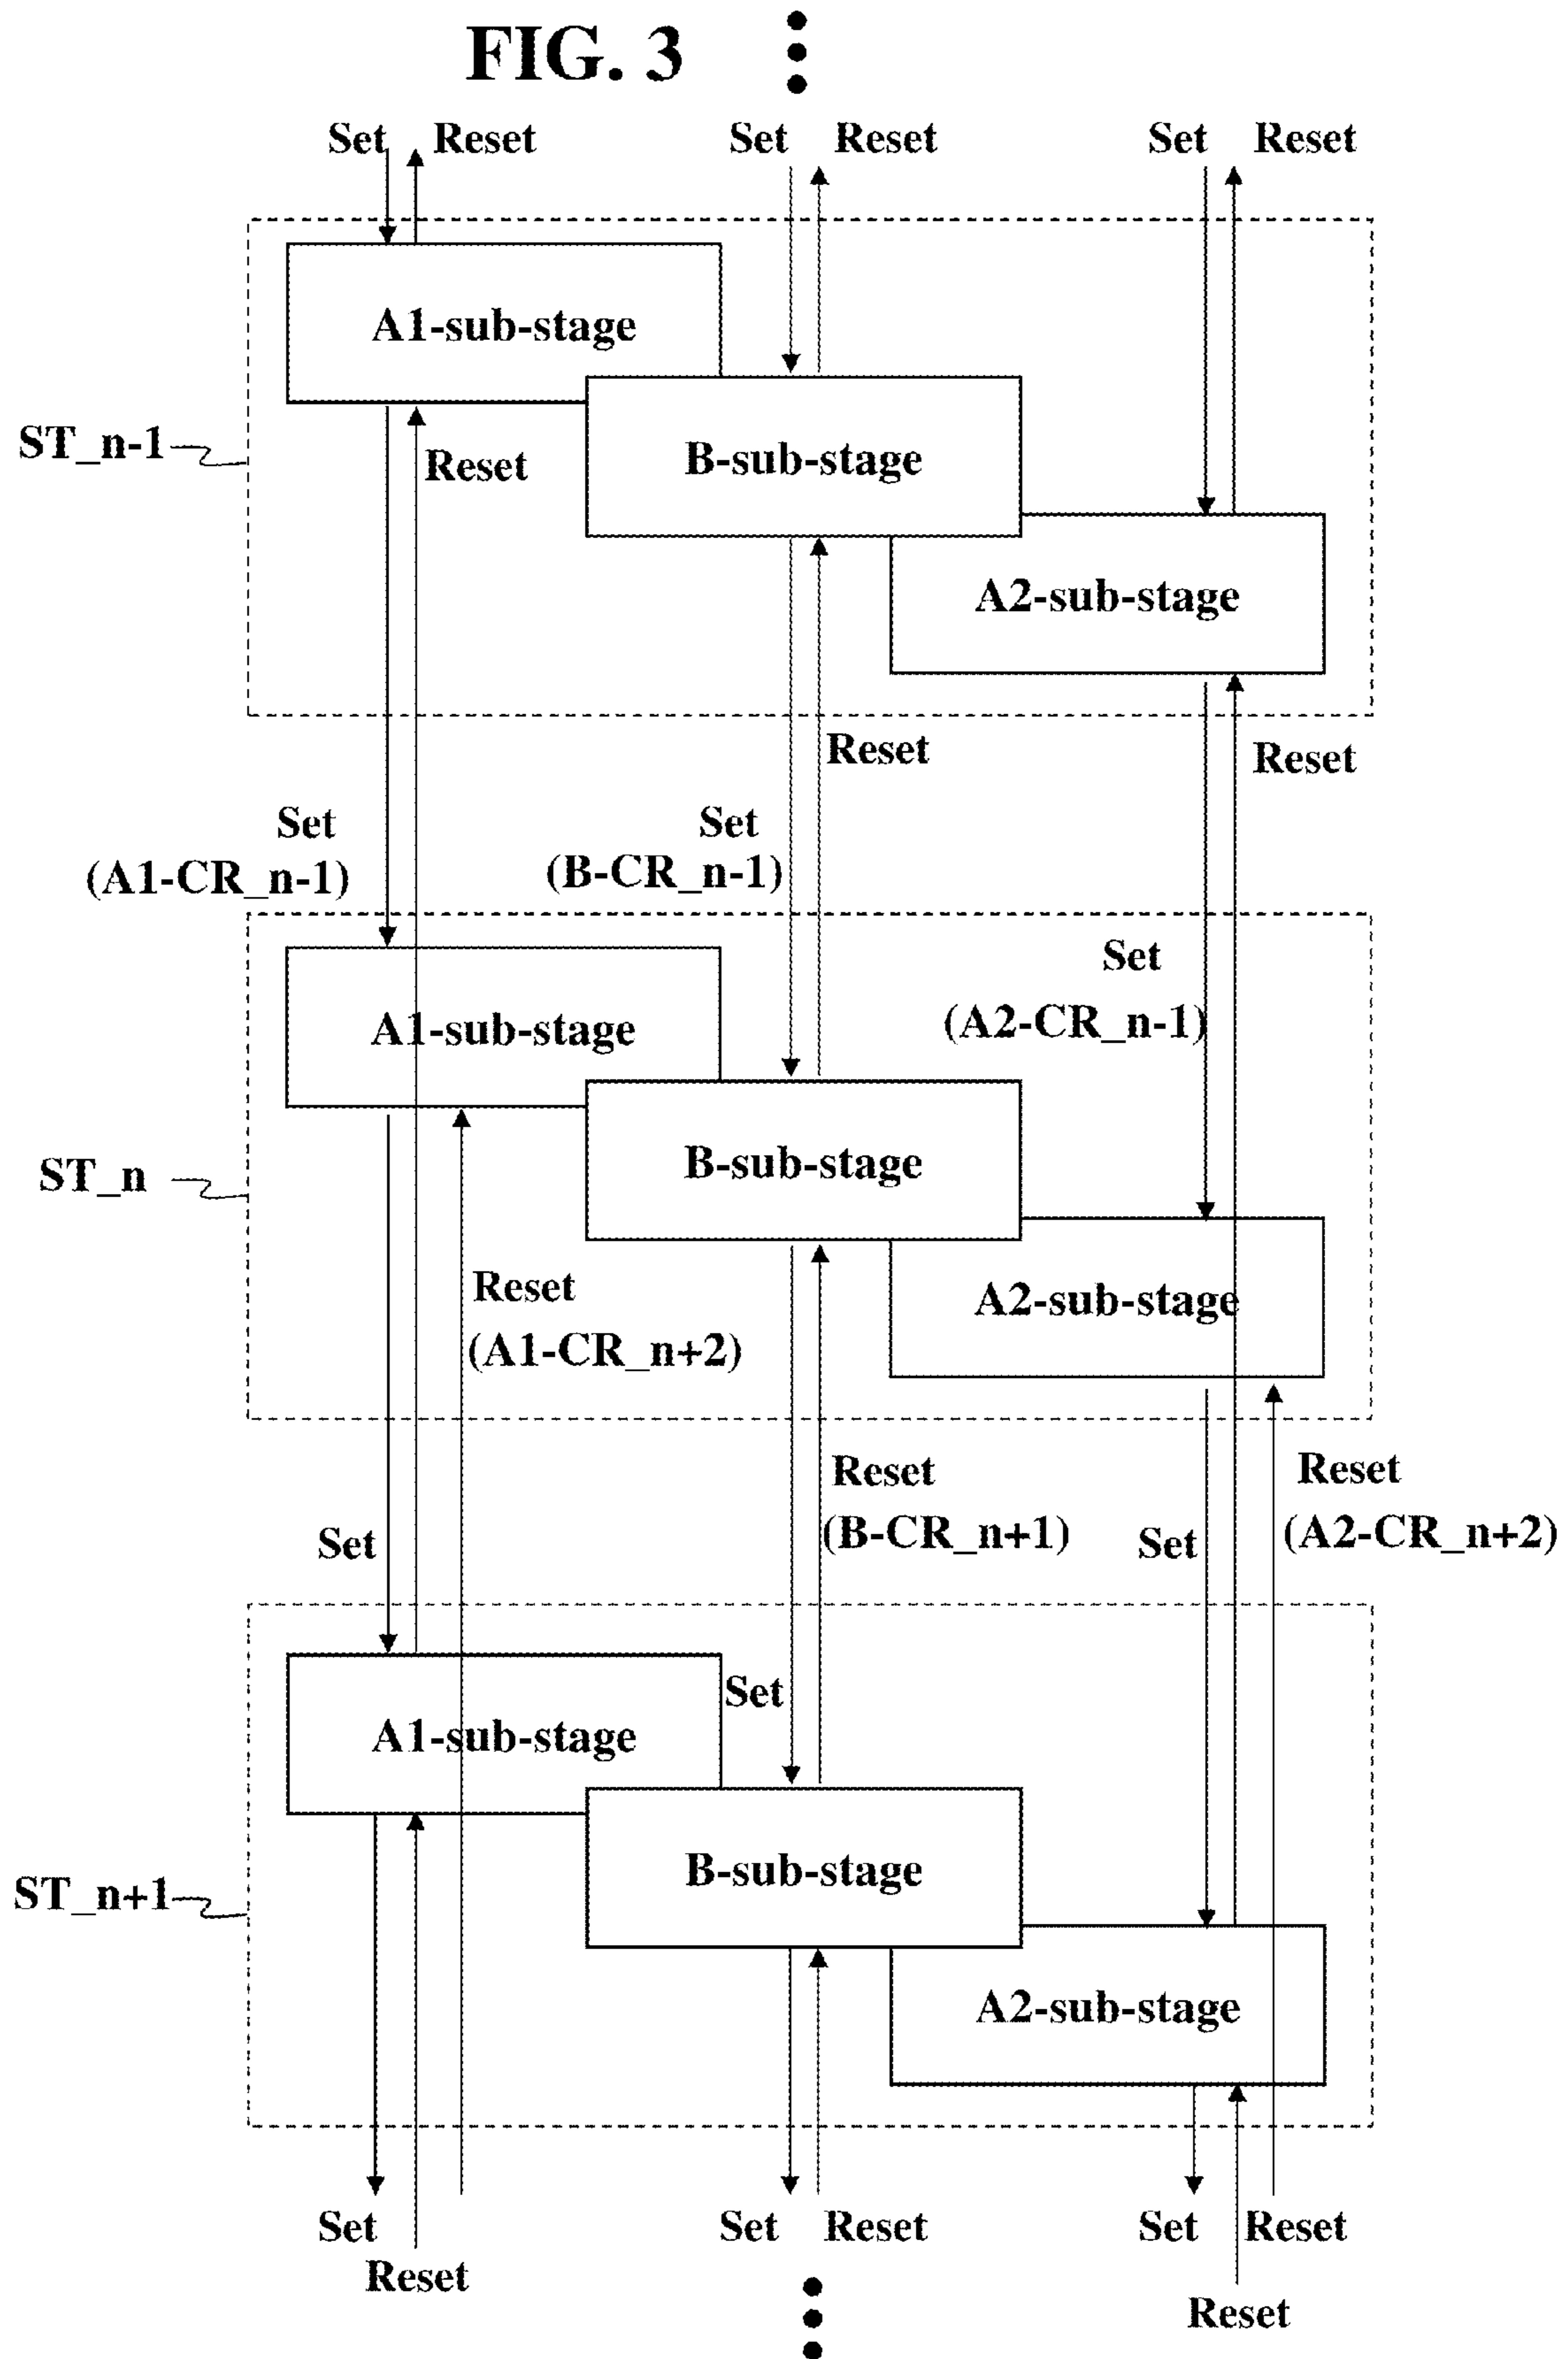 FIG. 3
Set Reset Set Reset Set Reset
A1-sub-stage
ST_n-1
Reset
B-sub-stage
A2-sub-stage
Reset
Reset
Set
(A1-CR_n-1)
Set
(B-CR_n-1)
Set
(A2-CR_n-1)
A1-sub-stage
ST_n
B-sub-stage
Reset
(A1-CR_n+2)
A2-sub-stage
Reset
(B-CR_n+1)
Reset
(A2-CR_n+2)
Set
Set
Set
A1-sub-stage
ST_n+1
B-sub-stage
A2-sub-stage
Set
Reset
Set Reset
Set Reset
Reset